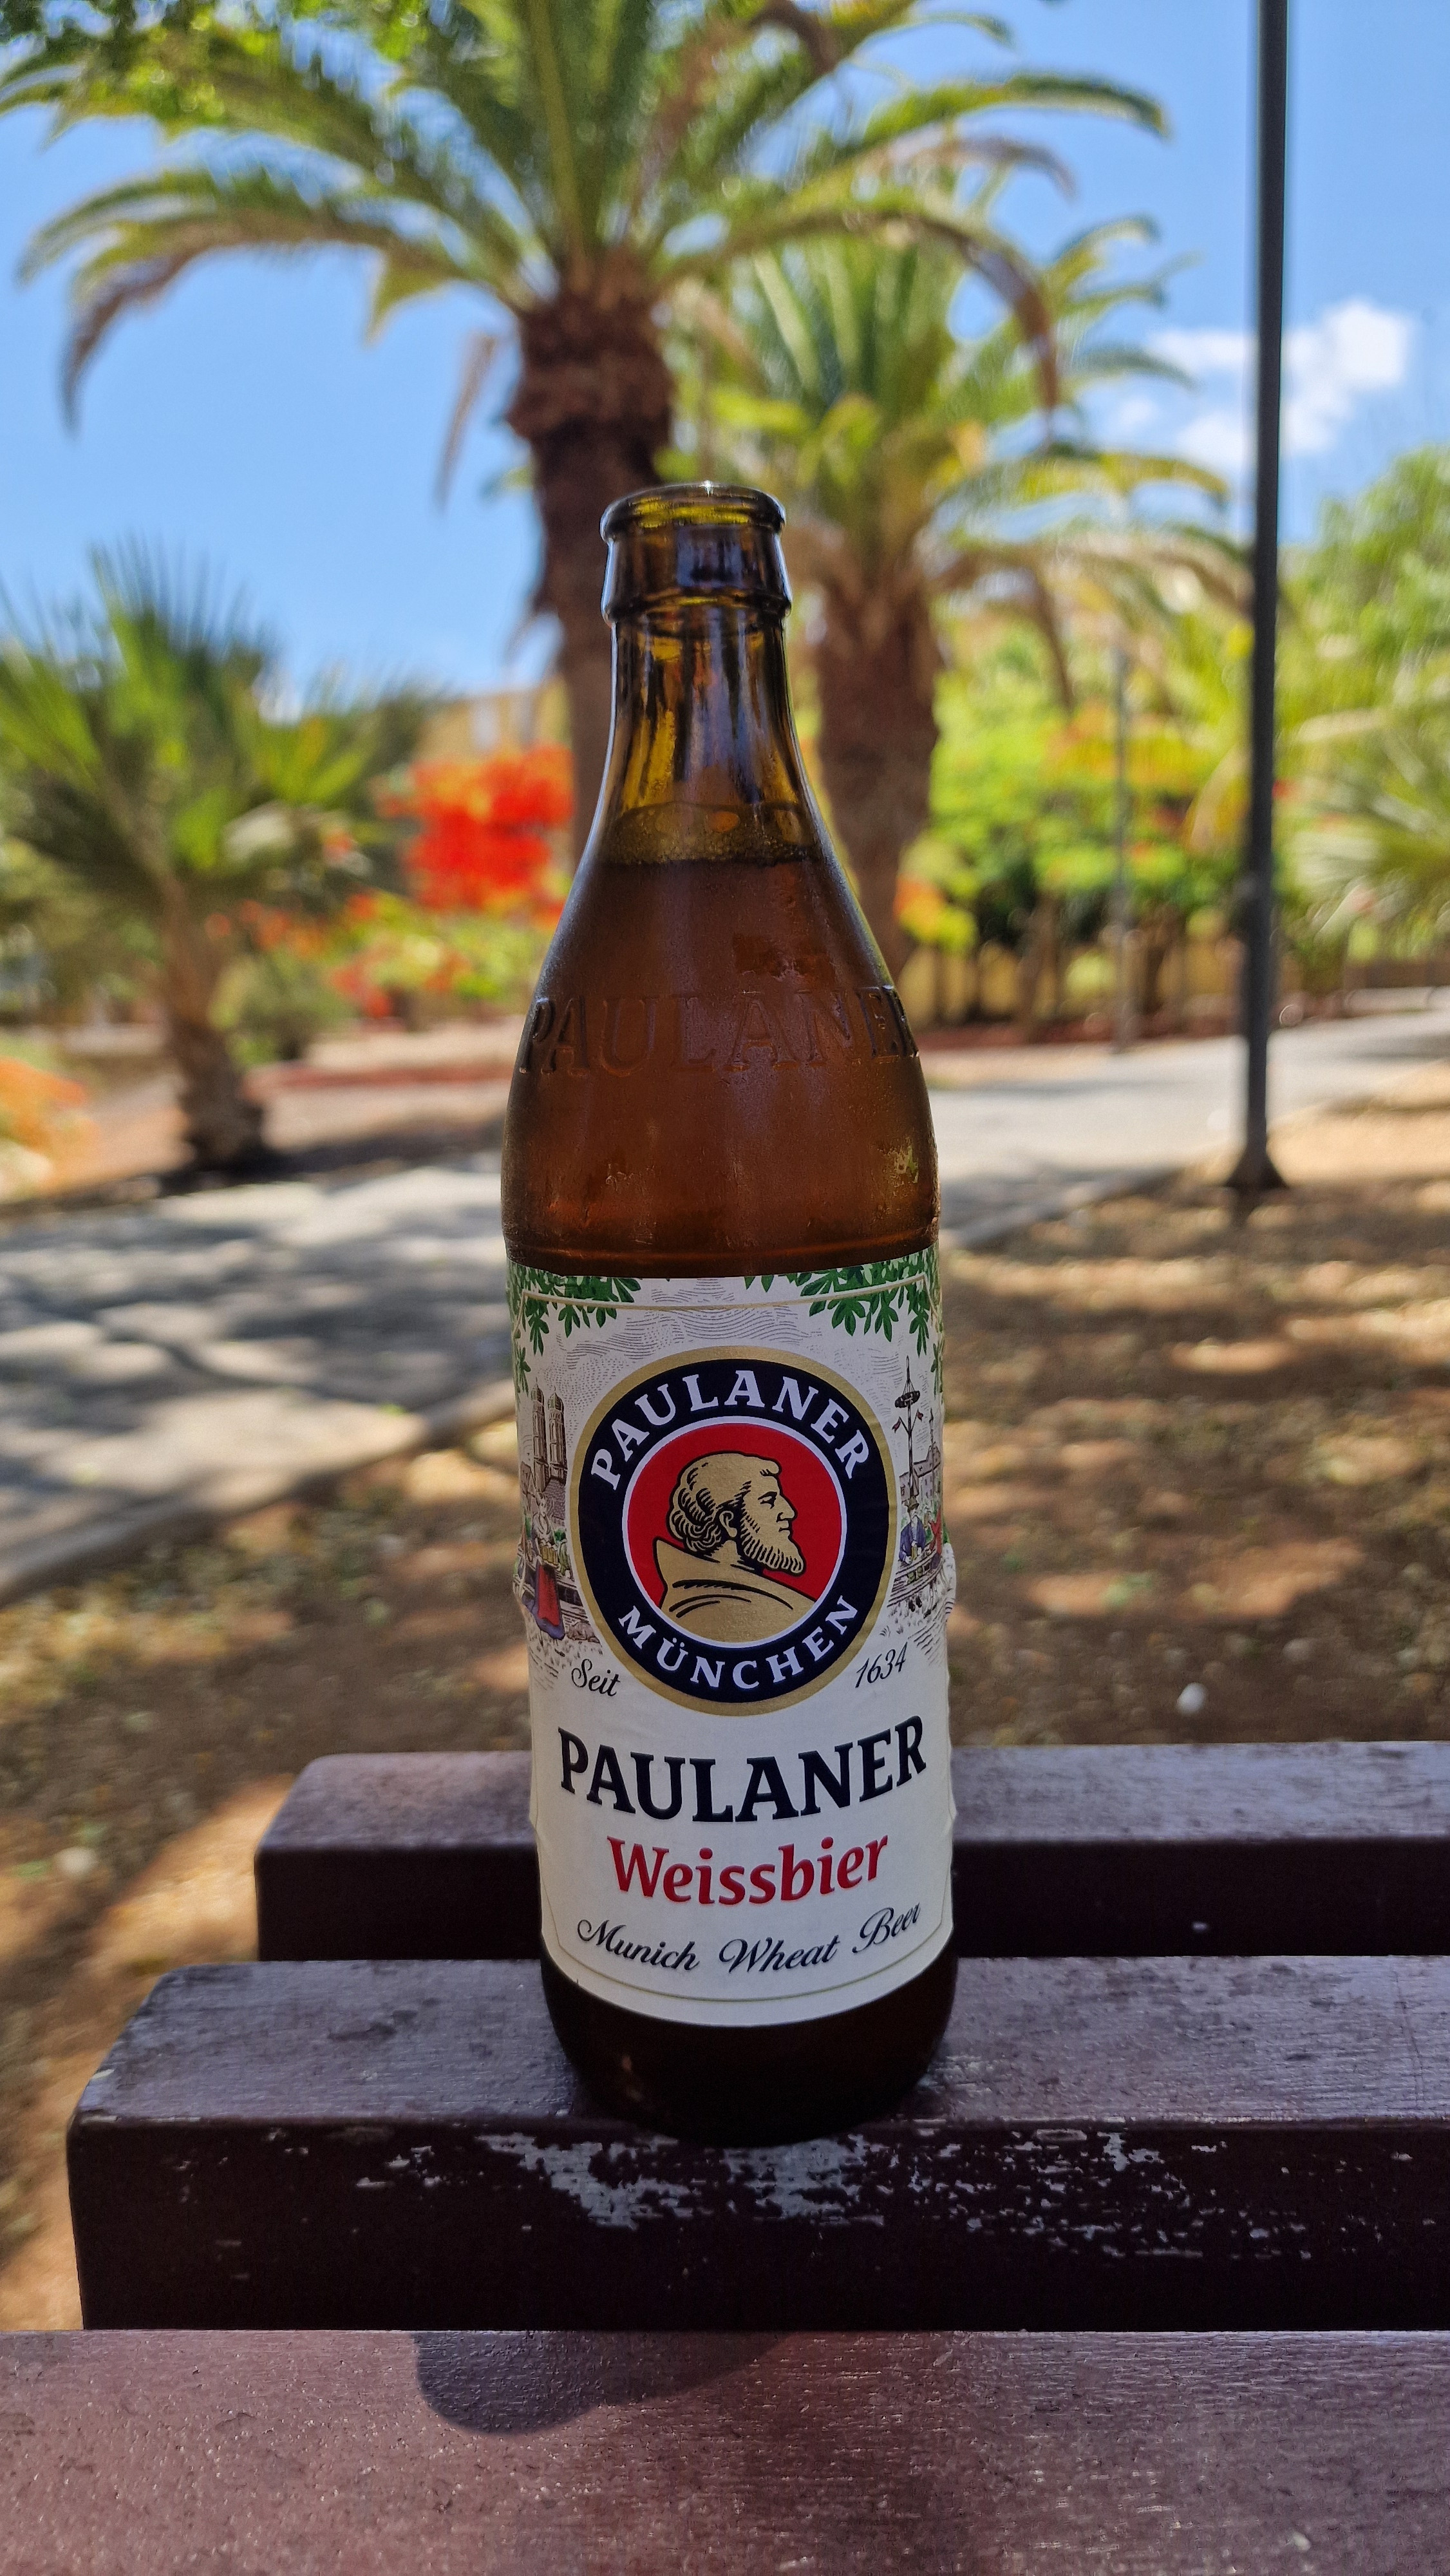 PAULANER
PAULANER
MÜNCHEN
Seit 1634
PAULANER
Weissbier
Munich Wheat Beer